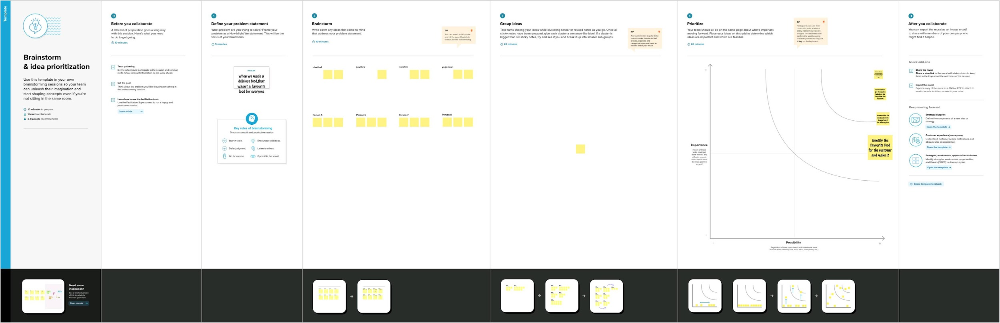 Template
Brainstorm
& idea prioritization
Use this template in your own
brainstorming sessions so your team
can unleash their imagination and
start shaping concepts even if you're
not sitting in the same room.
10 minutes to prepare
1 hour to collaborate
2-8 people recommended
Need some
inspiration?
See a finished version
of this template to
kickstart your work.
Open example
Before you collaborate
A little bit of preparation goes a long way
with this session. Here's what you need
to do to get going.
10 minutes
A
Team gathering
Define who should participate in the session and send an
invite. Share relevant information or pre-work ahead.
B
Set the goal
Think about the problem you'll be focusing on solving in
the brainstorming session.
C
Learn how to use the facilitation tools
Use the Facilitation Superpowers to run a happy and
productive session.
Open article
1
Define your problem statement
What problem are you trying to solve? Frame your
problem as a How Might We statement. This will be the
focus of your brainstorm.
5 minutes
PROBLEM
when we made a
delicious food,that
wasn't a favourite
food for everyone
Key rules of brainstorming
To run an smooth and productive session
Stay in topic.
Encourage wild ideas.
Defer judgment.
Listen to others.
Go for volume.
If possible, be visual.
2
Brainstorm
Write down any ideas that come to mind
that address your problem statement.
10 minutes
TIP
You can select a sticky note
and hit the pencil [switch to
sketch] icon to start drawing!
nivetha1
pavithra
varshini
yogeswari
Person 5
Person 6
Person 7
Person 8
3
Group ideas
Take turns sharing your ideas while clustering similar or related notes as you go. Once all
sticky notes have been grouped, give each cluster a sentence-like label. If a cluster is
bigger than six sticky notes, try and see if you and break it up into smaller sub-groups.
20 minutes
TIP
Add customizable tags to sticky
notes to make it easier to find,
browse, organize, and
categorize important ideas as
themes within your mural.
4
Prioritize
Your team should all be on the same page about what's important
moving forward. Place your ideas on this grid to determine which
ideas are important and which are feasible.
20 minutes
TIP
Participants can use their
cursors to point at where
sticky notes should go on
the grid. The facilitator can
confirm the spot by using
the laser pointer holding the
H key on the keyboard.
+
when customer
give the negative
feedback we find
the problem then
solve them
identify the
favourite food
for the customer
and make it
Importance
If each of these
tasks could get
done without any
difficulty or cost,
which would have
the most positive
impact?
-
-
Feasibility
+
Regardless of their importance, which tasks are more
feasible than others? (Cost, time, effort, complexity, etc.)
After you collaborate
You can export the mural as an image or pdf
to share with members of your company who
might find it helpful.
Quick add-ons
A
Share the mural
Share a view link to the mural with stakeholders to keep
them in the loop about the outcomes of the session.
B
Export the mural
Export a copy of the mural as a PNG or PDF to attach to
emails, include in slides, or save in your drive.
Keep moving forward
Strategy blueprint
Define the components of a new idea or
strategy.
Open the template
Customer experience journey map
Understand customer needs, motivations, and
obstacles for an experience.
Open the template
Strengths, weaknesses, opportunities & threats
Identify strengths, weaknesses, opportunities,
and threats (SWOT) to develop a plan.
Open the template
Share template feedback